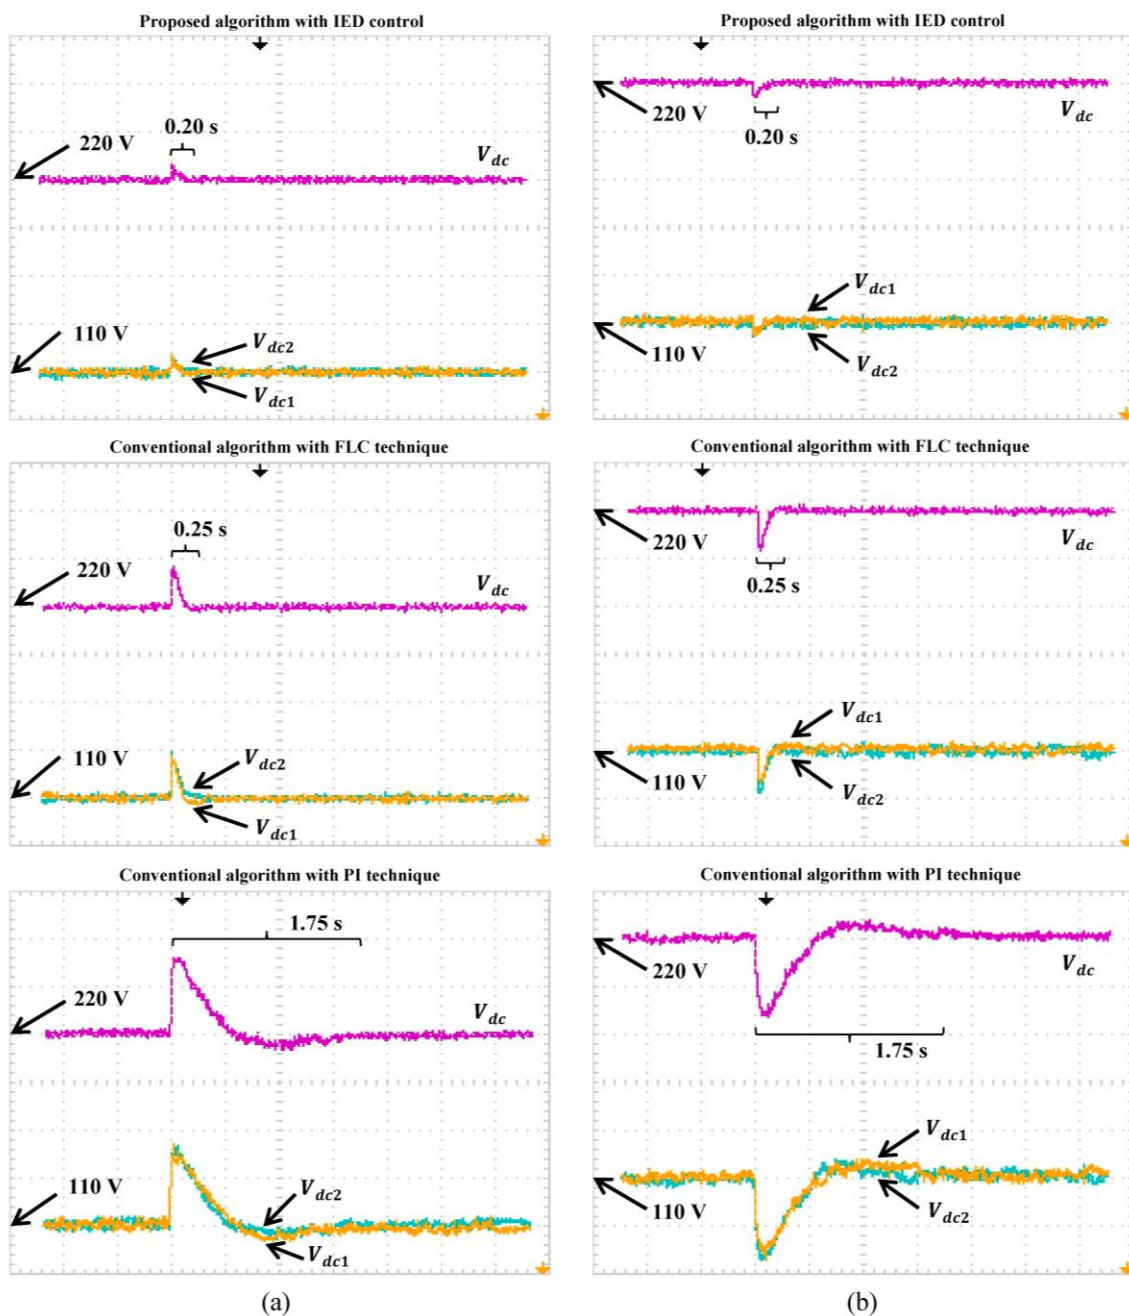 Proposed algorithm with IED control
220 V
0.20 s
V_dc
110 V
V_dc2
V_dc1
Proposed algorithm with IED control
220 V
0.20 s
V_dc
V_dc1
110 V
V_dc2
Conventional algorithm with FLC technique
0.25 s
220 V
V_dc
110 V
V_dc2
V_dc1
Conventional algorithm with FLC technique
220 V
V_dc
0.25 s
V_dc1
110 V
V_dc2
Conventional algorithm with PI technique
1.75 s
220 V
V_dc
110 V
V_dc2
V_dc1
Conventional algorithm with PI technique
220 V
V_dc
1.75 s
V_dc1
110 V
V_dc2
(a)
(b)